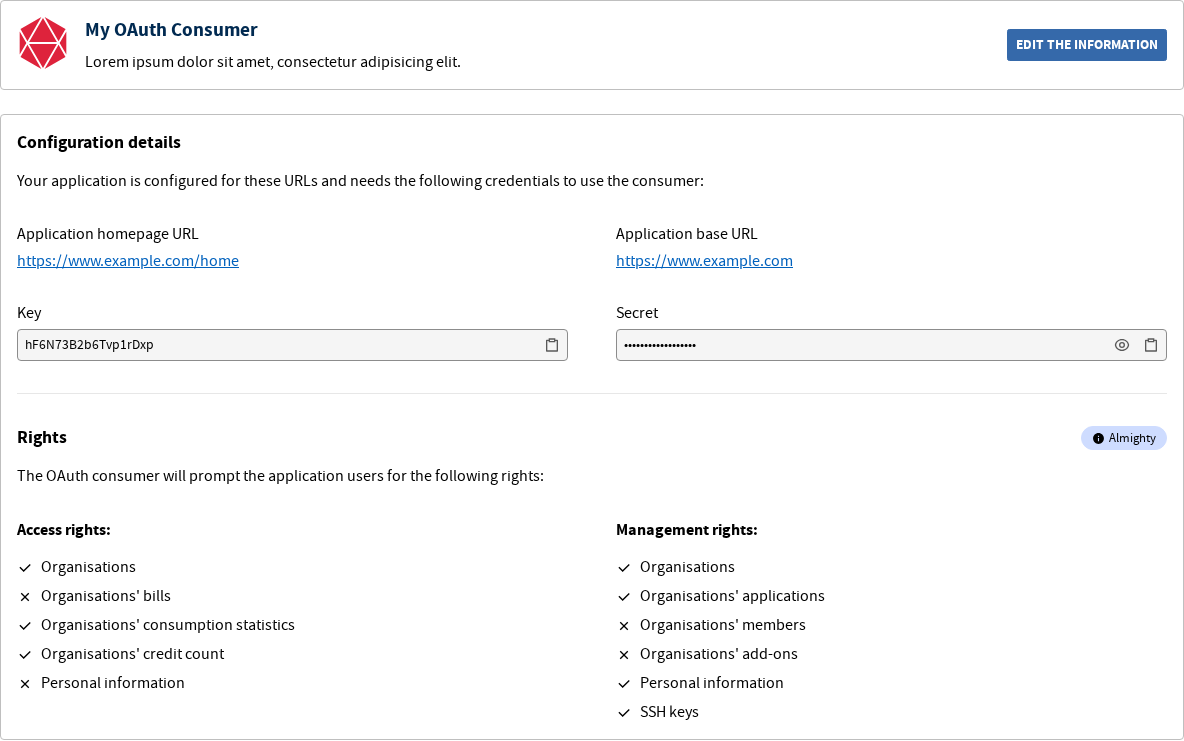 My OAuth Consumer
Lorem ipsum dolor sit amet, consectetur adipisicing elit.
EDIT THE INFORMATION
Configuration details
Your application is configured for these URLs and needs the following credentials to use the consumer:
Application homepage URL
https://www.example.com/home
Application base URL
https://www.example.com
Key
hF6N73B2b6Tvp1rDxp
Secret
•••••••••••••••••••
Rights
Almighty
The OAuth consumer will prompt the application users for the following rights:
Access rights:
Organisations
Organisations' bills
Organisations' consumption statistics
Organisations' credit count
Personal information
Management rights:
Organisations
Organisations' applications
Organisations' members
Organisations' add-ons
Personal information
SSH keys